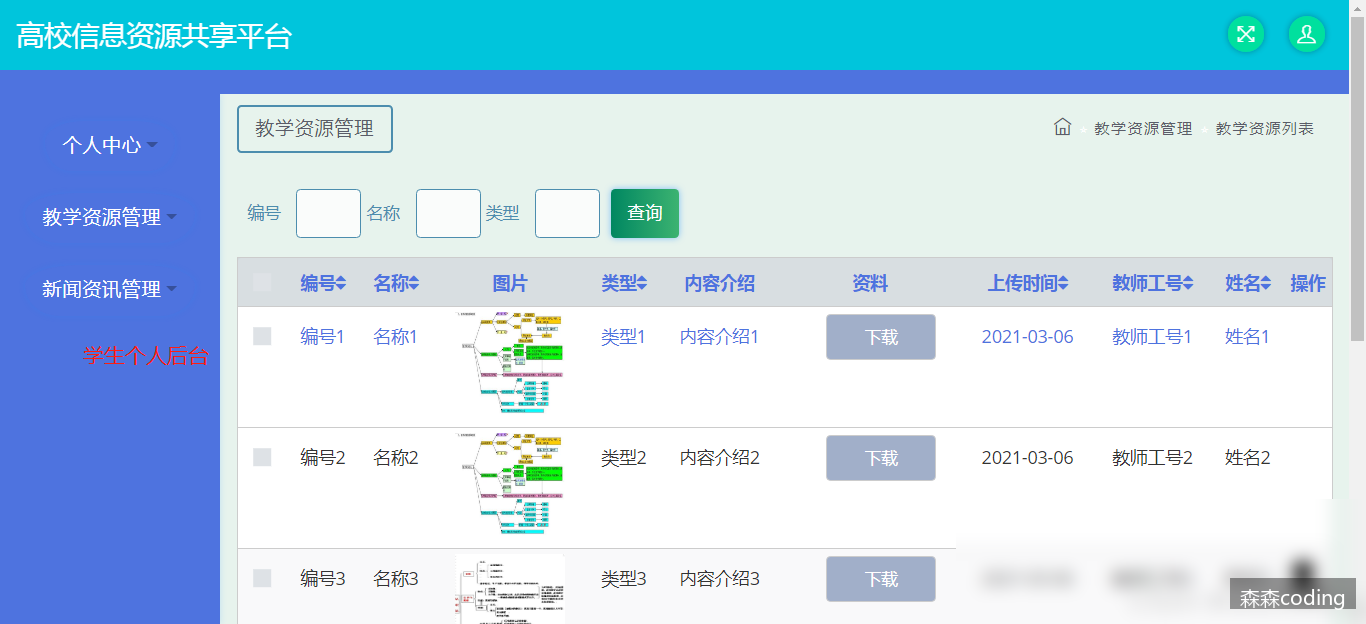 高校信息资源共享平台
个人中心
教学资源管理
新闻资讯管理
学生个人后台
教学资源管理
教学资源管理 教学资源列表
编号 名称 类型 查询
编号 名称 图片 类型 内容介绍 资料 上传时间 教师工号 姓名 操作
编号1 名称1 类型1 内容介绍1 下载 2021-03-06 教师工号1 姓名1
编号2 名称2 类型2 内容介绍2 下载 2021-03-06 教师工号2 姓名2
编号3 名称3 类型3 内容介绍3 下载
森森coding